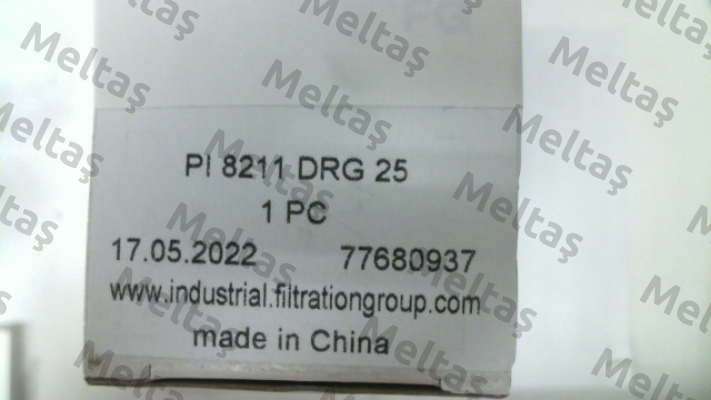 PI 8211 DRG 25
1 PC
17.05.2022 77680937
www.industrial.filtrationgroup.com
made in China
Meltaş